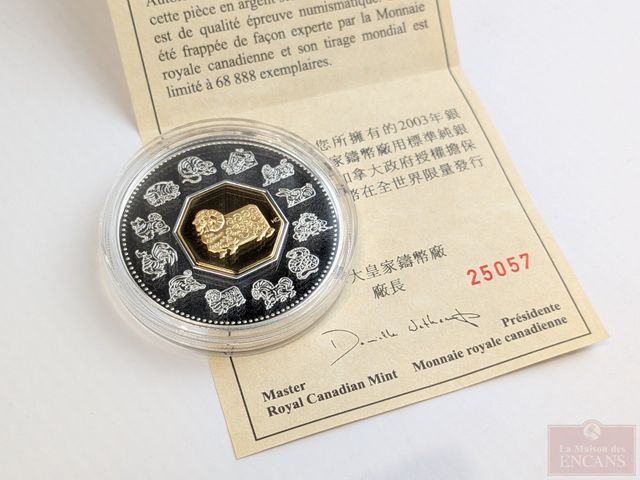 cette pièce en argent
est de qualité épreuve numismatique.
été frappée de façon experte par la Monnaie
royale canadienne et son tirage mondial est
limité à 68 888 exemplaires.
您所擁有的2003年銀
家鑄幣廠用標準純銀
加拿大政府授權擔保
幣在全世界限量發行
大皇家鑄幣廠
廠長
25057
Présidente
Monnaie royale canadienne
Master
Royal Canadian Mint
La Maison des
ENCANS